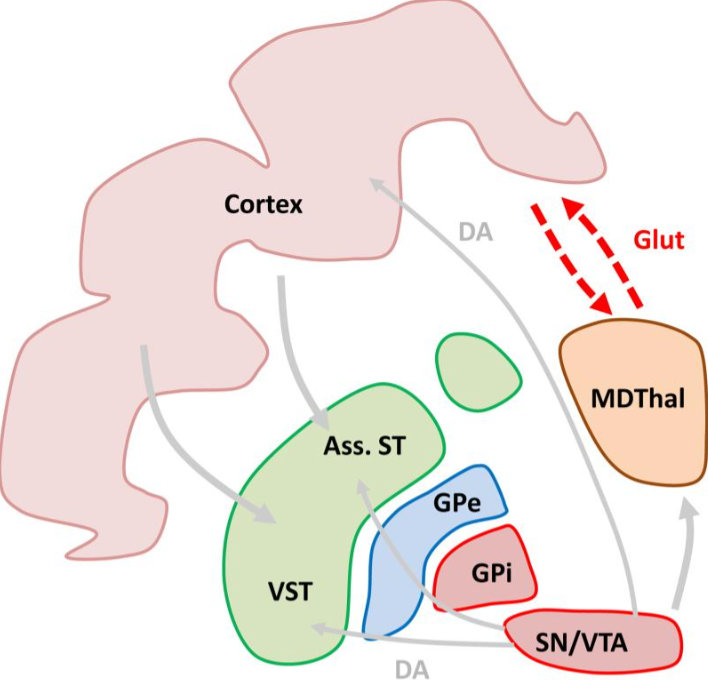 Cortex
DA
Glut
MDThal
Ass. ST
GPe
GPi
VST
SN/VTA
DA